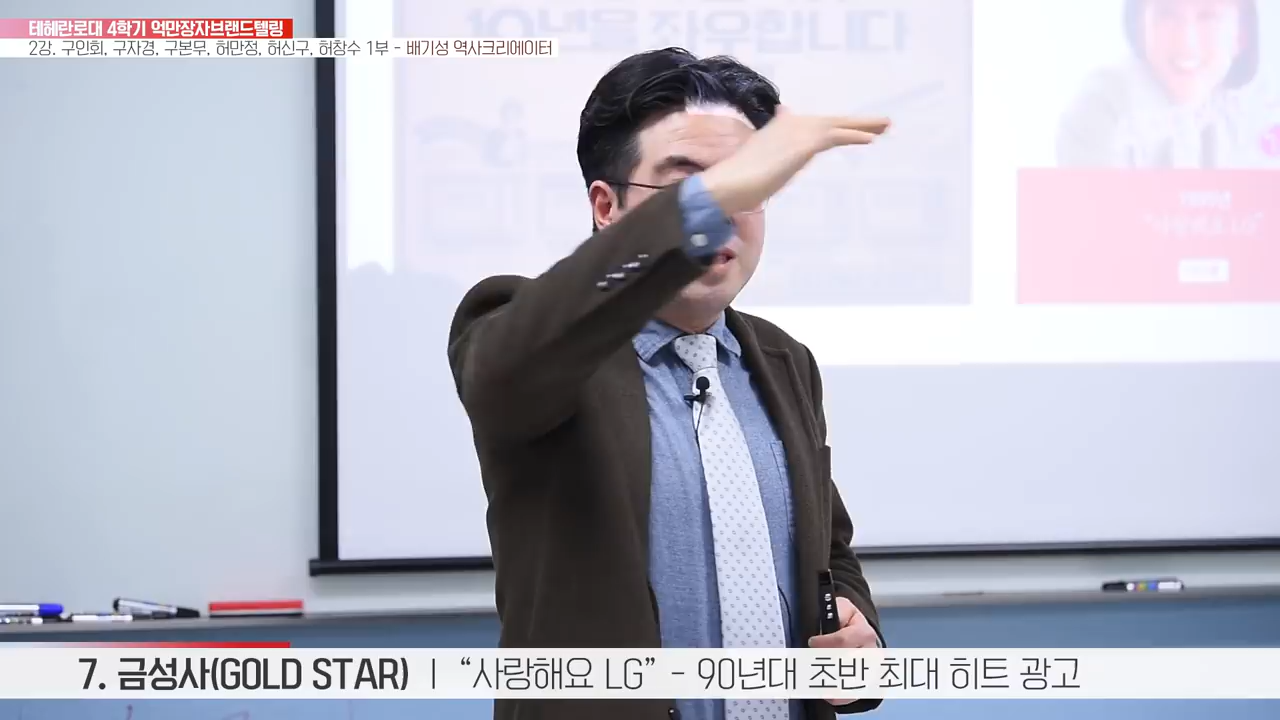 테헤란로대 4학기 억만장자브랜드텔링
2강. 구인회, 구자경, 구본무, 허만정, 허신구, 허창수 1부 - 배기성 역사크리에이터
7. 금성사(GOLD STAR) | “사랑해요 LG” - 90년대 초반 최대 히트 광고